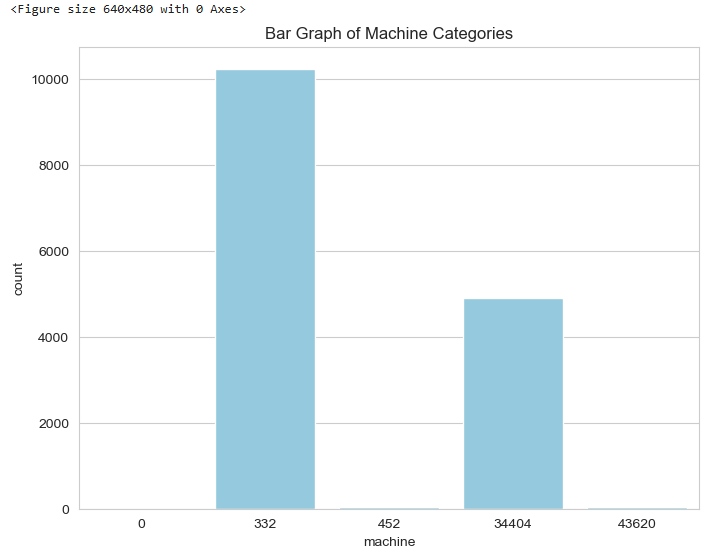 <Figure size 640x480 with 0 Axes>
Bar Graph of Machine Categories
10000
8000
6000
4000
2000
0
count
0 332 452 34404 43620
machine